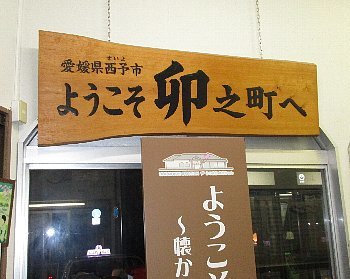 愛媛県西予市
せいよ
ようこそ卯之町へ
ようこそ
〜懐か